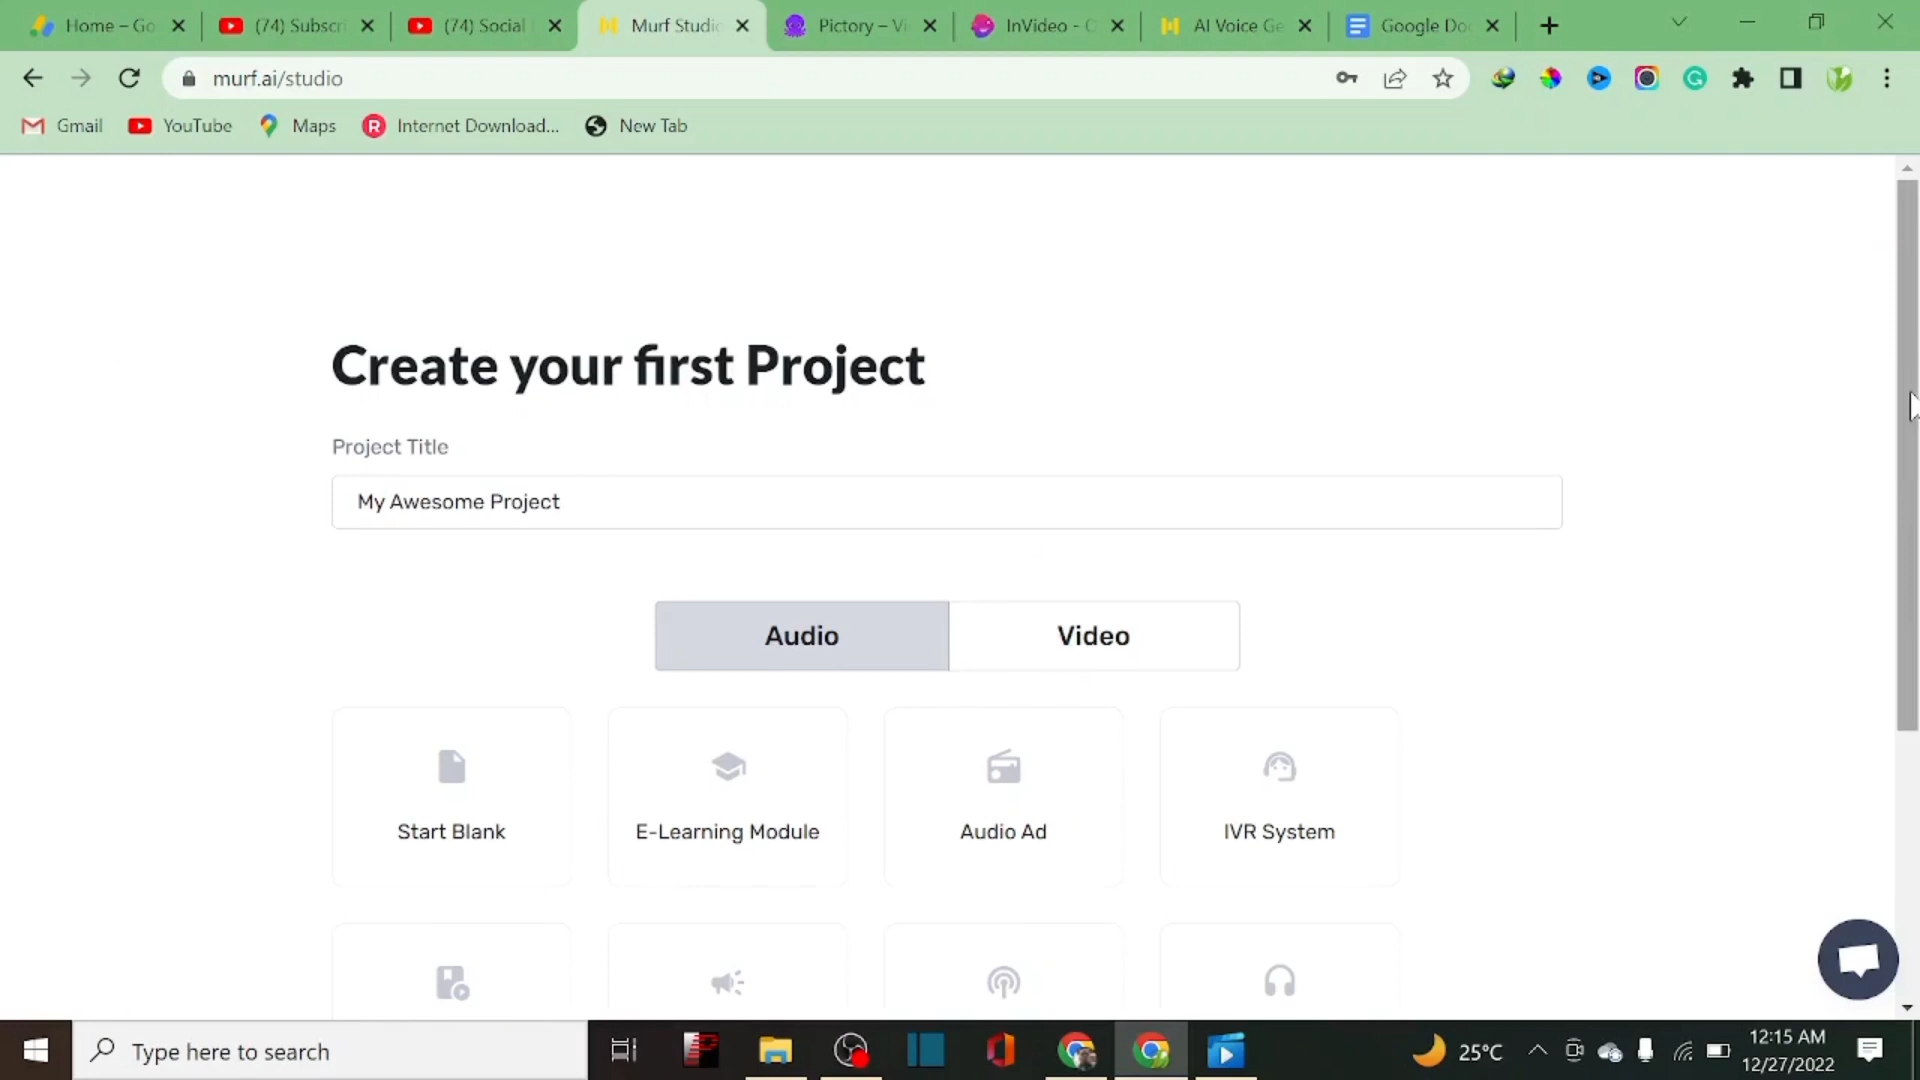 Home – Go
(74) Subscri
(74) Social
Murf Studio
Pictory – Vi
InVideo - C
AI Voice Ge
Google Do
murf.ai/studio
Gmail
YouTube
Maps
Internet Download...
New Tab
Create your first Project
Project Title
My Awesome Project
Audio
Video
Start Blank
E-Learning Module
Audio Ad
IVR System
Type here to search
25°C
12:15 AM
12/27/2022